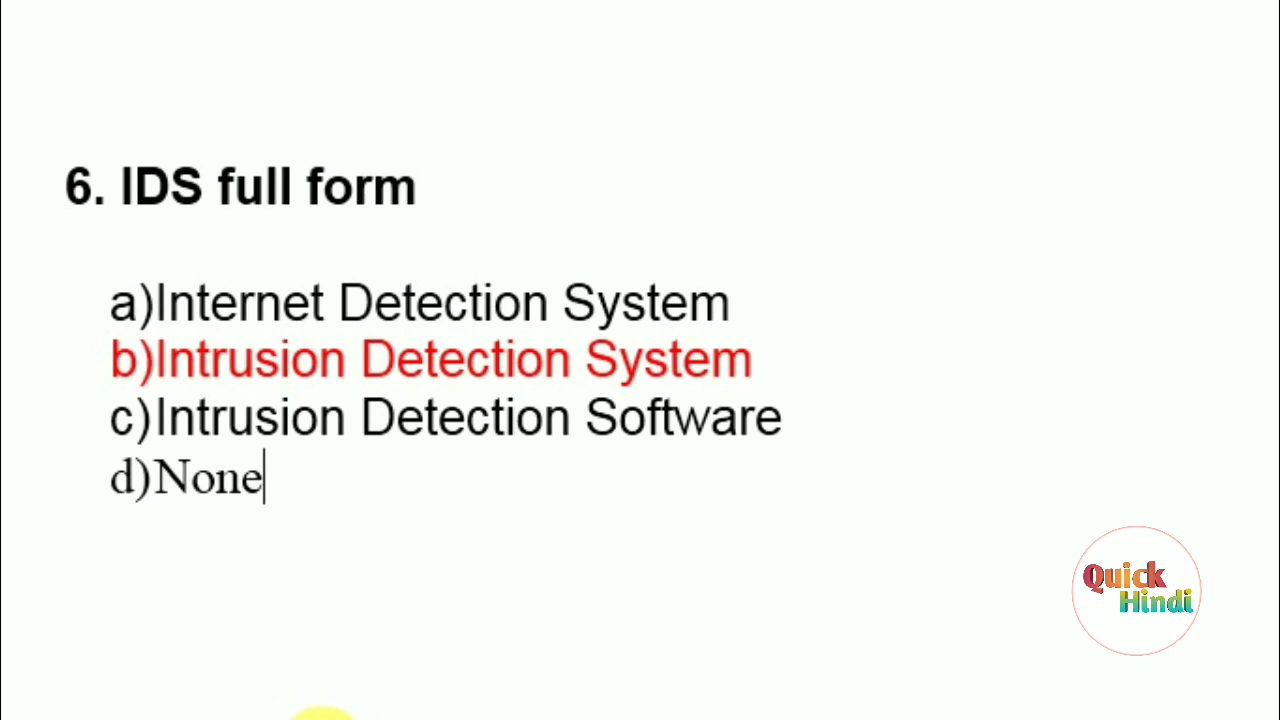 6. IDS full form
a)Internet Detection System
b)Intrusion Detection System
c)Intrusion Detection Software
d)None
Quick
Hindi